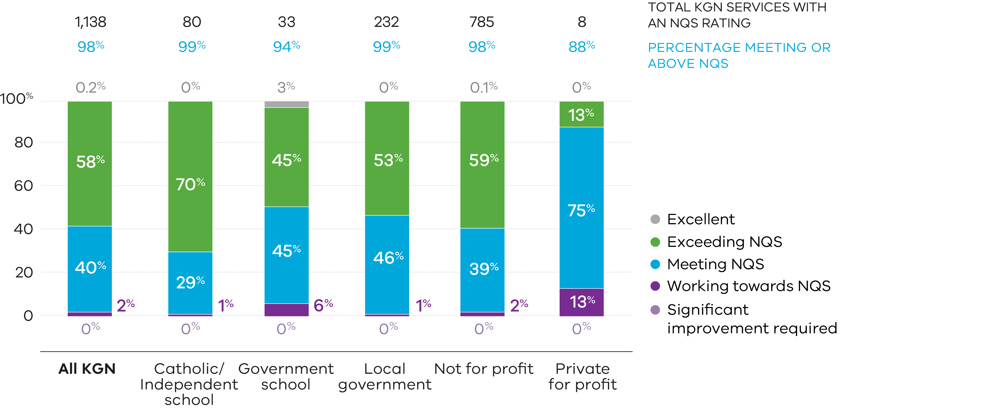 TOTAL KGN SERVICES WITH
AN NQS RATING
1,138 80 33 232 785 8
PERCENTAGE MEETING OR
ABOVE NQS
98% 99% 94% 99% 98% 88%
0.2% 0% 3% 0% 0.1% 0%
100%
80
60
40
20
0
58% 70% 45% 53% 59% 13%
40% 29% 45% 46% 39% 75%
2% 1% 6% 1% 2% 13%
0% 0% 0% 0% 0% 0%
All KGN
Catholic/
Independent
school
Government
school
Local
government
Not for profit
Private
for profit
Excellent
Exceeding NQS
Meeting NQS
Working towards NQS
Significant
improvement required